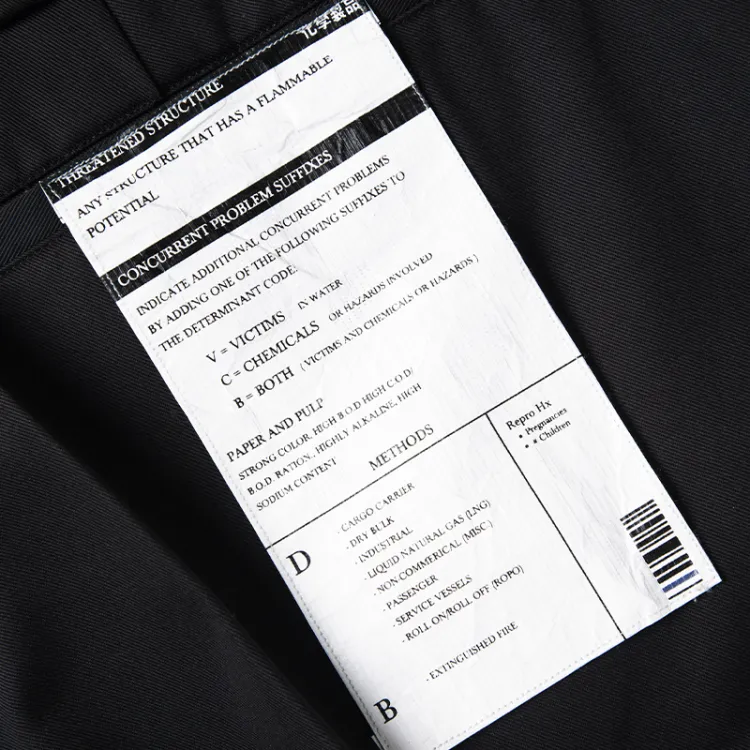 化学製品
THREATENED STRUCTURE
ANY STRUCTURE THAT HAS A FLAMMABLE
POTENTIAL
CONCURRENT PROBLEM SUFFIXES
INDICATE ADDITIONAL CONCURRENT PROBLEMS
BY ADDING ONE OF THE FOLLOWING SUFFIXES TO
THE DETERMINANT CODE:
V = VICTIMS IN WATER
C = CHEMICALS OR HAZARDS INVOLVED
B = BOTH ( VICTIMS AND CHEMICALS OR HAZARDS )
PAPER AND PULP
STRONG COLOR, HIGH B.O.D HIGH C.O.D/
B.O.D. RATION., HIGHLY ALKALINE, HIGH
SODIUM CONTENT
METHODS
Repro Hx
• Pregnancies
• # Children
D
- CARGO CARRIER
- DRY BULK
- INDUSTRIAL
- LIQUID NATURAL GAS (LNG)
- NON-COMMERICAL (MISC.)
- PASSENGER
- SERVICE VESSELS
- ROLL ON/ROLL OFF (ROPO)
B
- EXTINGUISHED FIRE